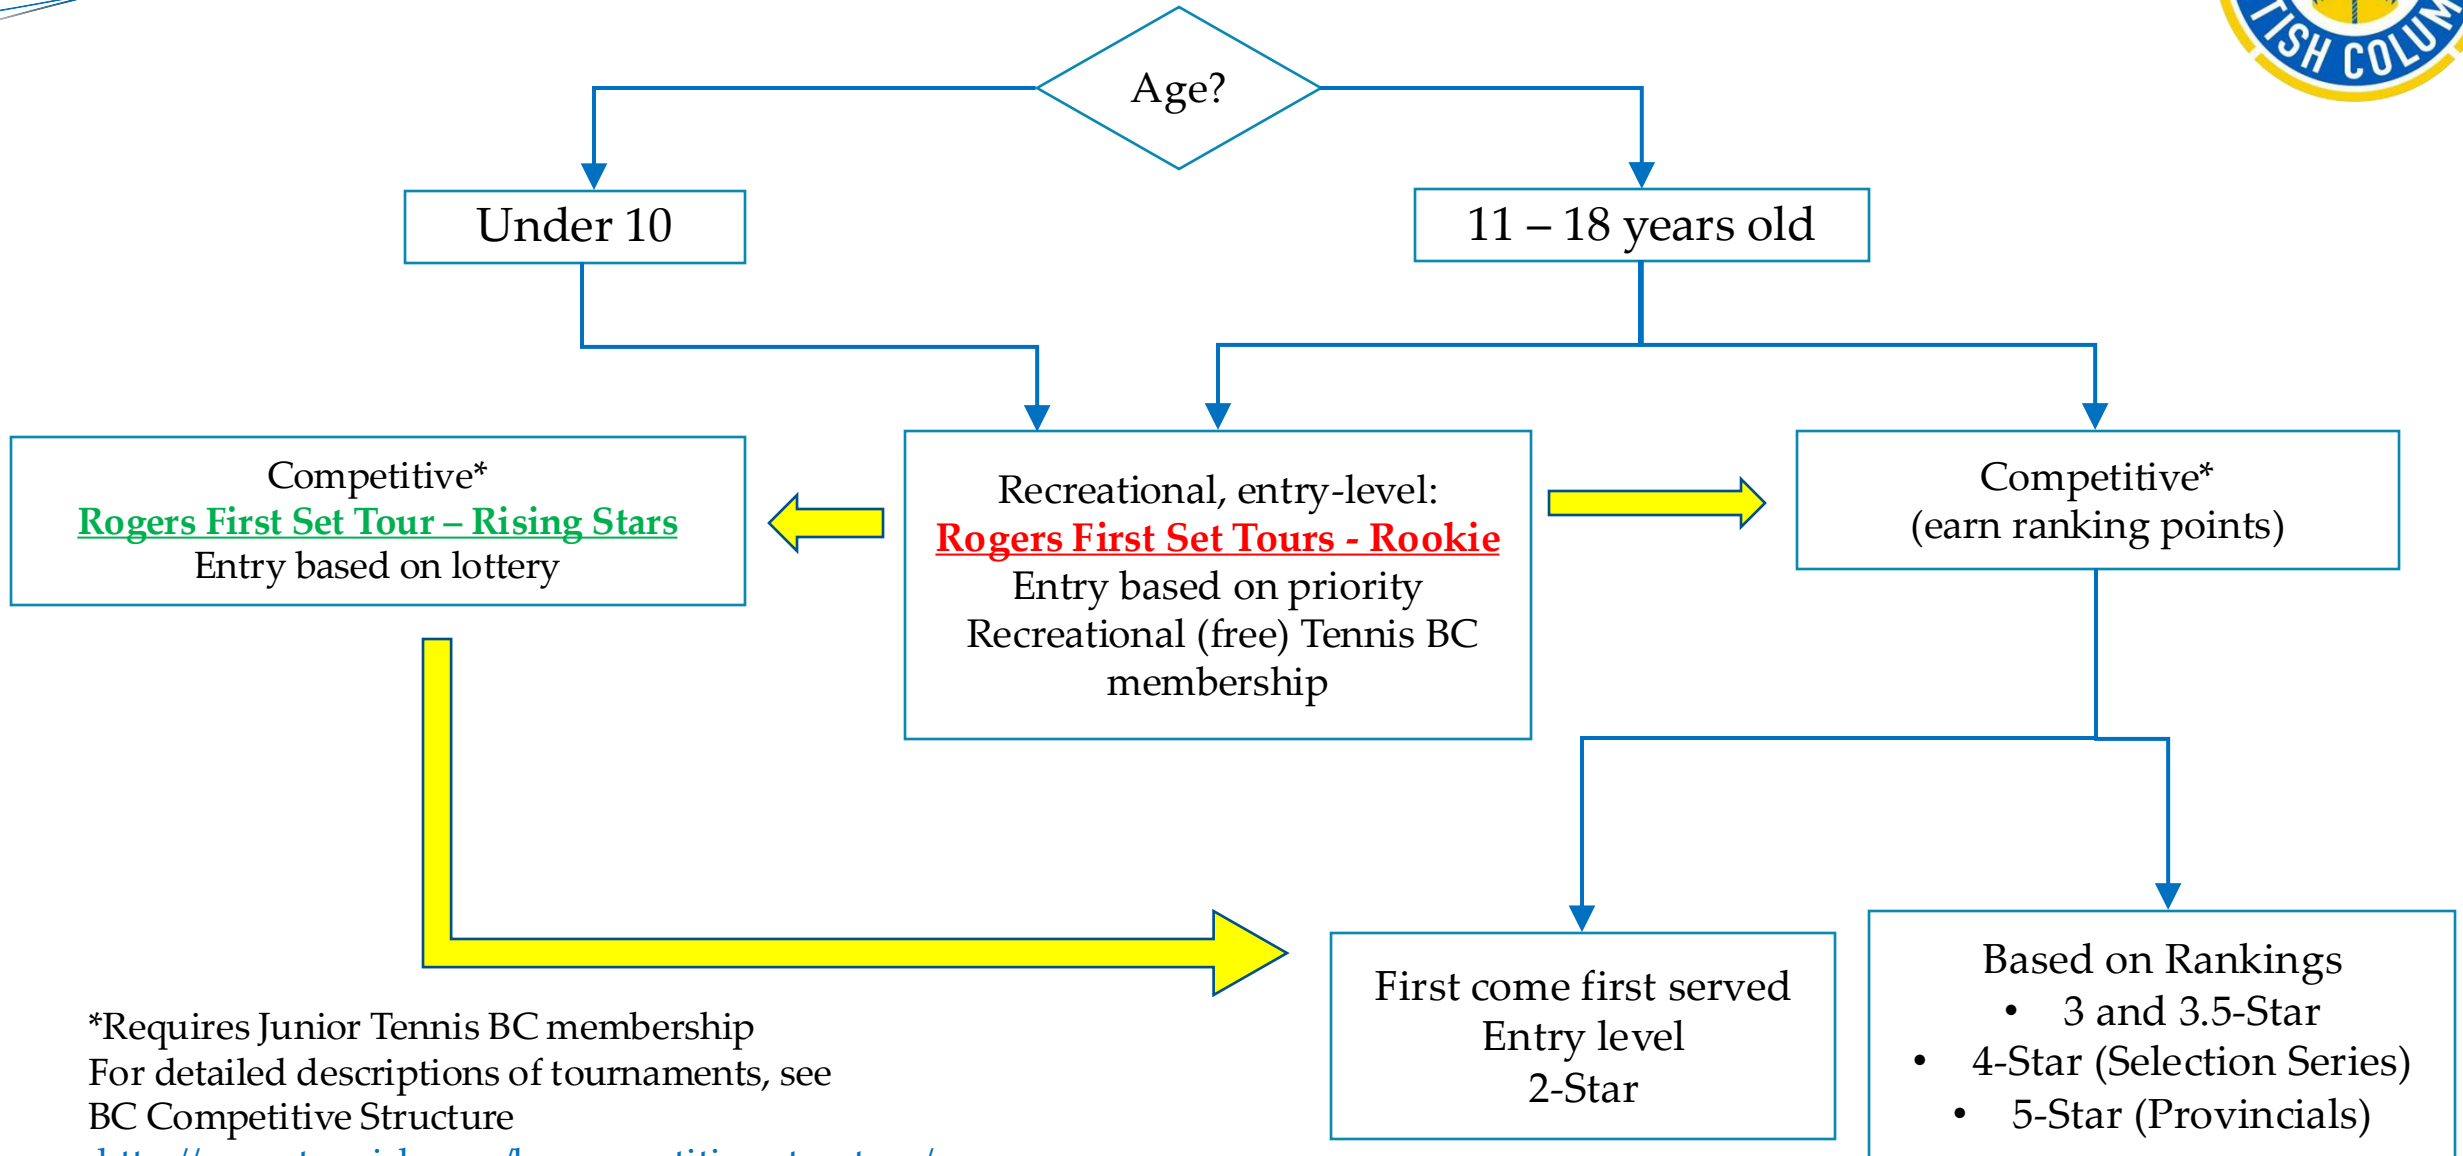 TISH COLUM
Age?
Under 10
11 – 18 years old
Competitive*
Rogers First Set Tour – Rising Stars
Entry based on lottery
Recreational, entry-level:
Rogers First Set Tours - Rookie
Entry based on priority
Recreational (free) Tennis BC
membership
Competitive*
(earn ranking points)
First come first served
Entry level
2-Star
Based on Rankings
• 3 and 3.5-Star
• 4-Star (Selection Series)
• 5-Star (Provincials)
*Requires Junior Tennis BC membership
For detailed descriptions of tournaments, see
BC Competitive Structure